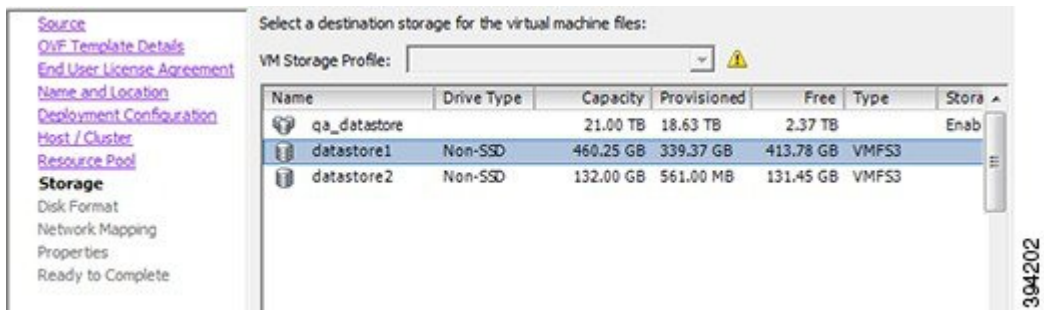 Source
OVF Template Details
End User License Agreement
Name and Location
Deployment Configuration
Host / Cluster
Resource Pool
Storage
Disk Format
Network Mapping
Properties
Ready to Complete
Select a destination storage for the virtual machine files:
VM Storage Profile:
Name Drive Type Capacity Provisioned Free Type Stora
qa_datastore 21.00 TB 18.63 TB 2.37 TB Enab
datastore1 Non-SSD 460.25 GB 339.37 GB 413.78 GB VMFS3
datastore2 Non-SSD 132.00 GB 561.00 MB 131.45 GB VMFS3
394202